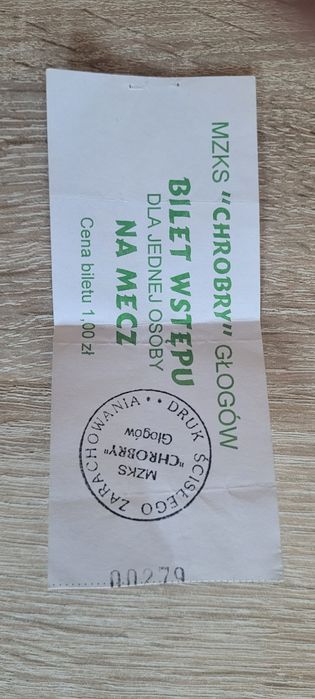 MZKS "CHROBRY" GŁOGÓW
BILET WSTĘPU
DLA JEDNEJ OSOBY
NA MECZ
Cena biletu 1,00 zł
DRUK ŚCISŁEGO ZARACHOWANIA
MZKS
"CHROBRY"
Głogów
00279